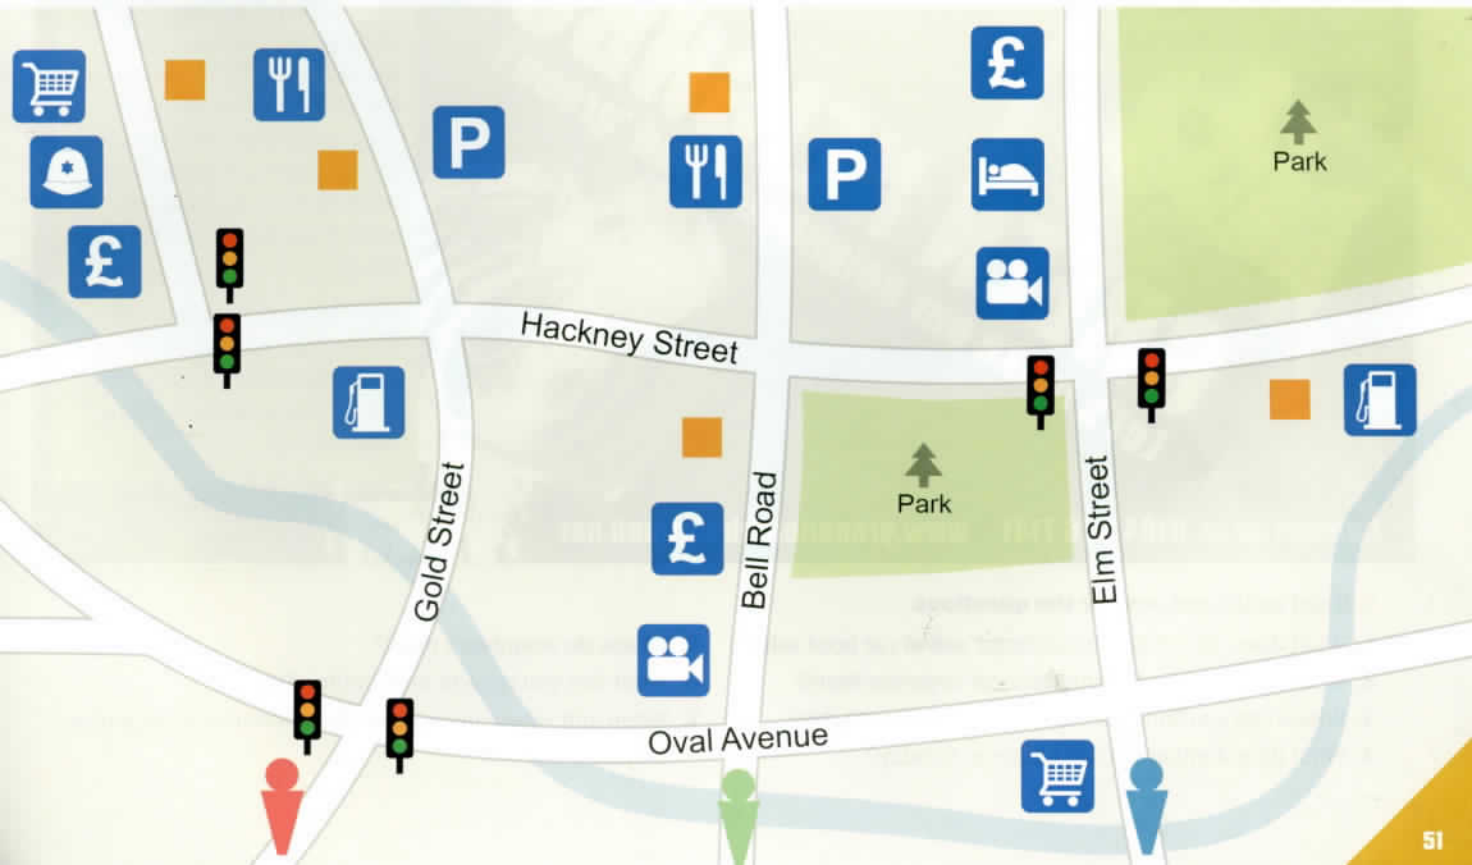 £
P
P
Park
£
Hackney Street
Park
Gold Street
£
Bell Road
Elm Street
Oval Avenue
51